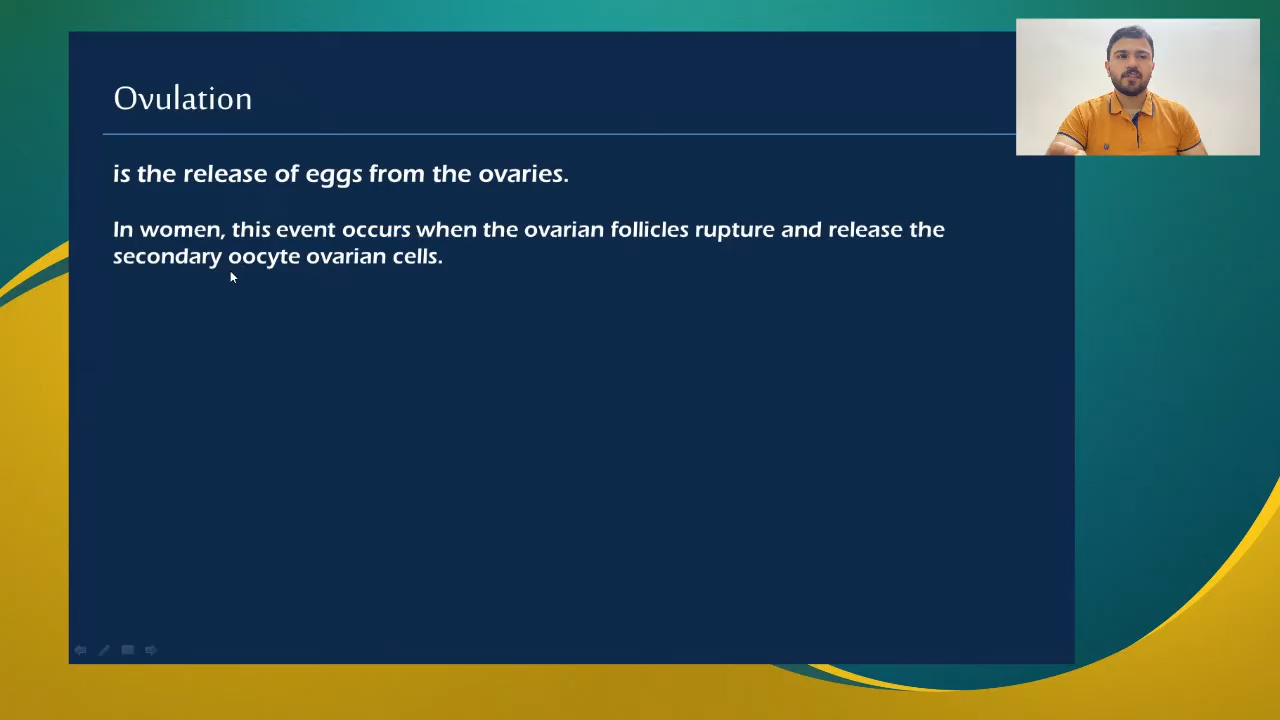 Ovulation
is the release of eggs from the ovaries.
In women, this event occurs when the ovarian follicles rupture and release the
secondary oocyte ovarian cells.